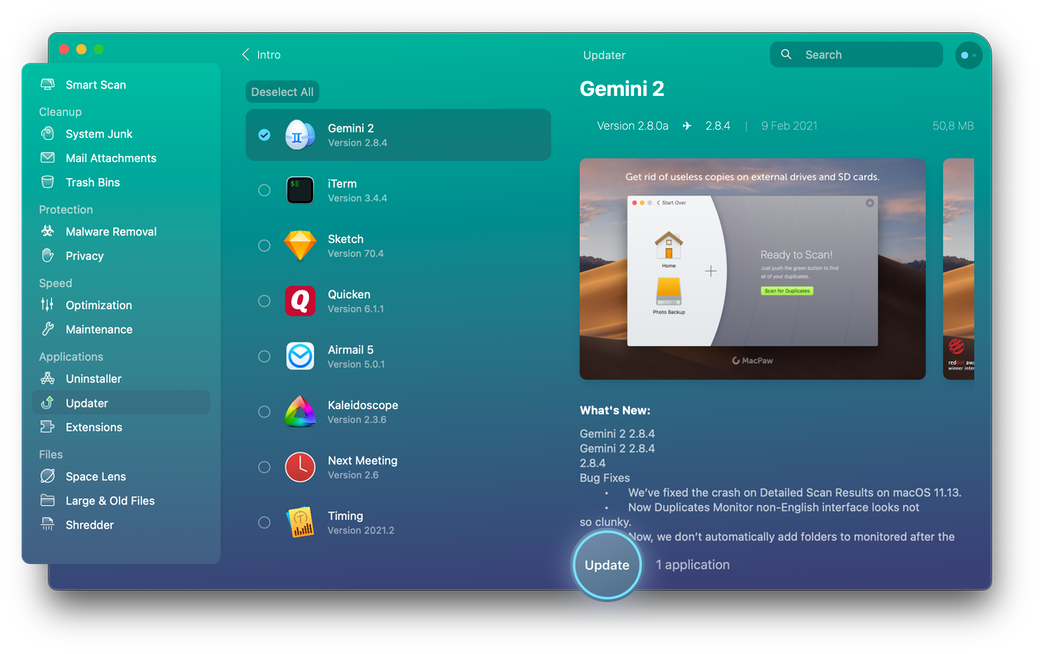 Smart Scan
Cleanup
System Junk
Mail Attachments
Trash Bins
Protection
Malware Removal
Privacy
Speed
Optimization
Maintenance
Applications
Uninstaller
Updater
Extensions
Files
Space Lens
Large & Old Files
Shredder
Intro
Deselect All
Gemini 2
Version 2.8.4
iTerm
Version 3.4.4
Sketch
Version 70.4
Quicken
Version 6.1.1
Airmail 5
Version 5.0.1
Kaleidoscope
Version 2.3.6
Next Meeting
Version 2.6
Timing
Version 2021.2
Updater
Search
Gemini 2
Version 2.8.0a 2.8.4 | 9 Feb 2021 50,8 MB
Get rid of useless copies on external drives and SD cards.
Start Over
Home
Photo Backup
Ready to Scan!
Just push the green button to find
all of your duplicates.
Scan for Duplicates
MacPaw
reddot
winner
What's New:
Gemini 2 2.8.4
Gemini 2 2.8.4
2.8.4
Bug Fixes
• We've fixed the crash on Detailed Scan Results on macOS 11.13.
• Now Duplicates Monitor non-English interface looks not
so clunky.
Now, we don't automatically add folders to monitored after the
Update
1 application